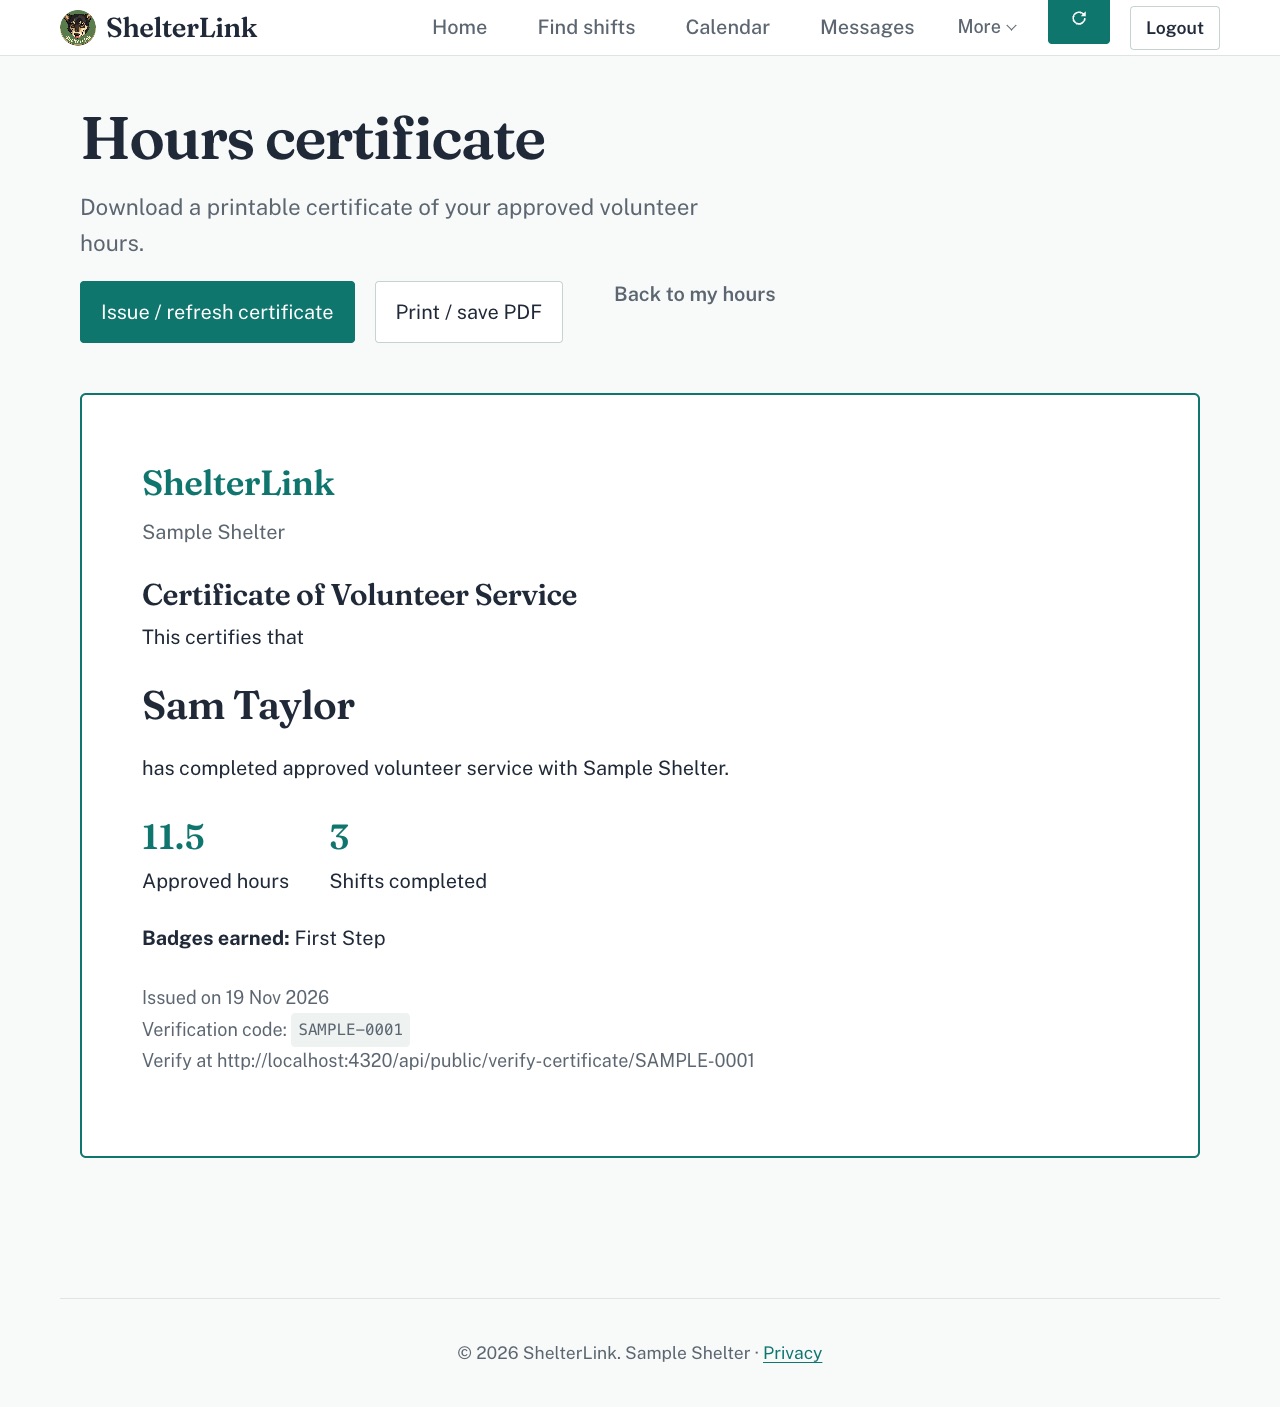 ShelterLink
Home
Find shifts
Calendar
Messages
More
Logout
Hours certificate
Download a printable certificate of your approved volunteer
hours.
Issue / refresh certificate
Print / save PDF
Back to my hours
ShelterLink
Sample Shelter
Certificate of Volunteer Service
This certifies that
Sam Taylor
has completed approved volunteer service with Sample Shelter.
11.5
Approved hours
3
Shifts completed
Badges earned: First Step
Issued on 19 Nov 2026
Verification code: SAMPLE-0001
Verify at http://localhost:4320/api/public/verify-certificate/SAMPLE-0001
© 2026 ShelterLink. Sample Shelter · Privacy